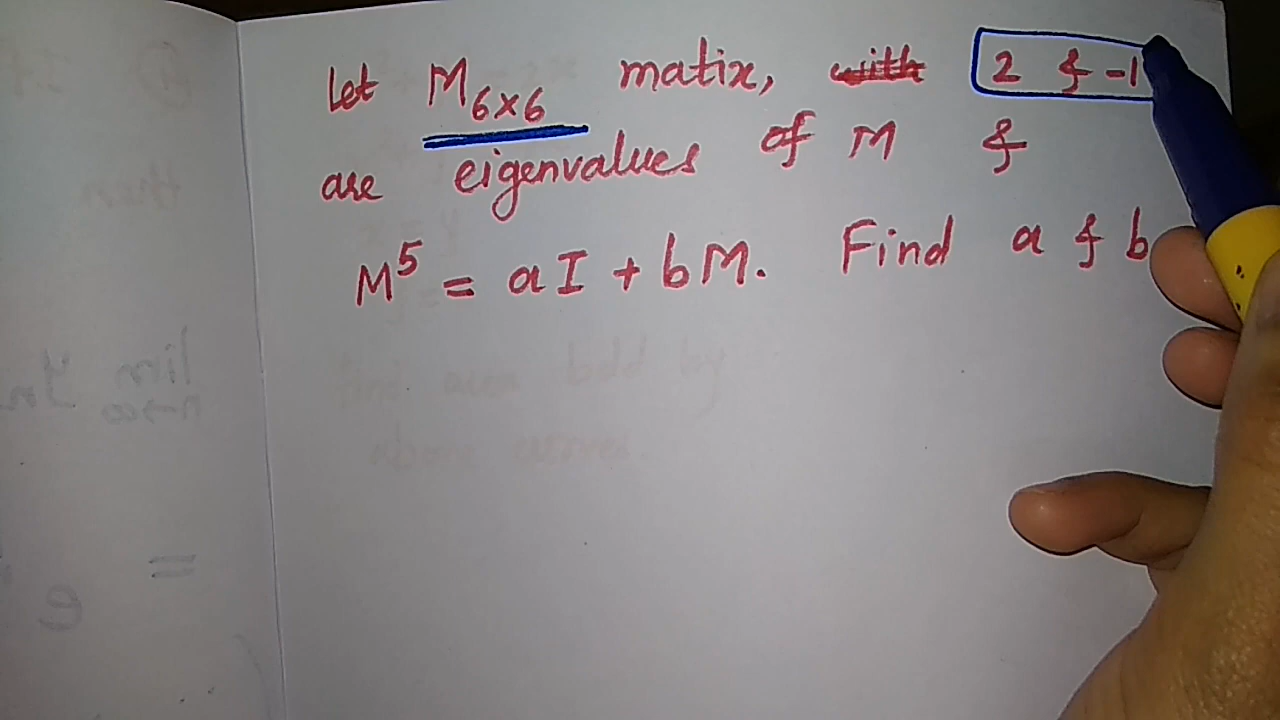 let M6x6 matix, with 2 & -1
are eigenvalues of M &
M⁵ = aI + bM. Find a & b